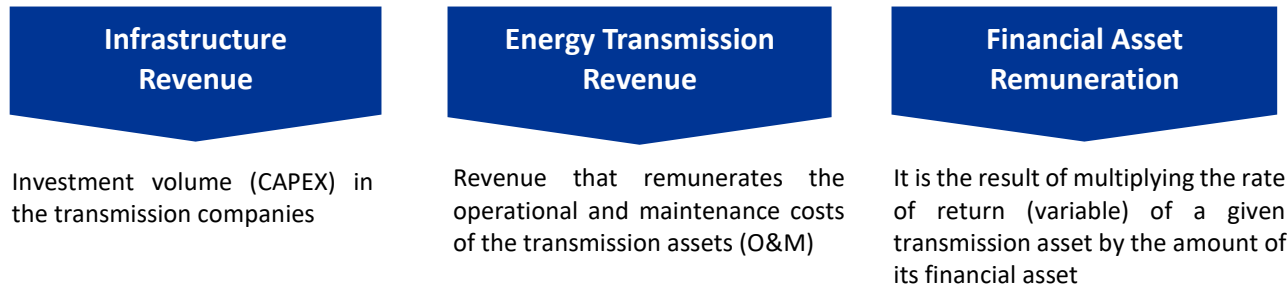 Infrastructure
Revenue
Investment volume (CAPEX) in
the transmission companies
Energy Transmission
Revenue
Revenue that remunerates the
operational and maintenance costs
of the transmission assets (O&M)
Financial Asset
Remuneration
It is the result of multiplying the rate
of return (variable) of a given
transmission asset by the amount of
its financial asset